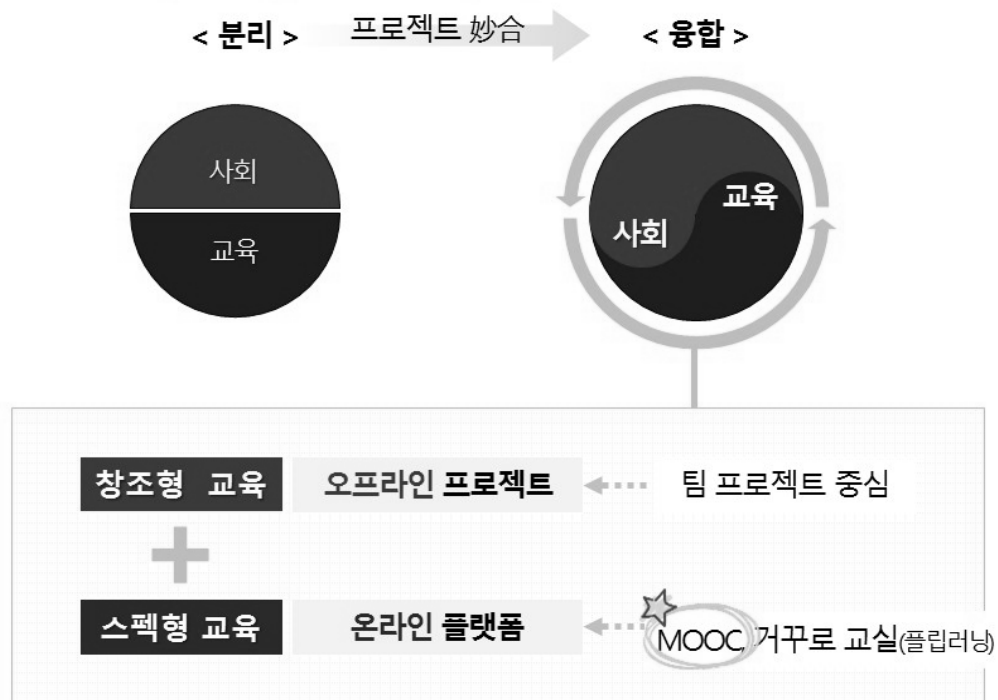 < 분리 > 프로젝트 妙合 < 융합 >
사회
교육
교육
사회
창조형 교육 오프라인 프로젝트 팀 프로젝트 중심
스펙형 교육 온라인 플랫폼 MOOC, 거꾸로 교실(플립러닝)